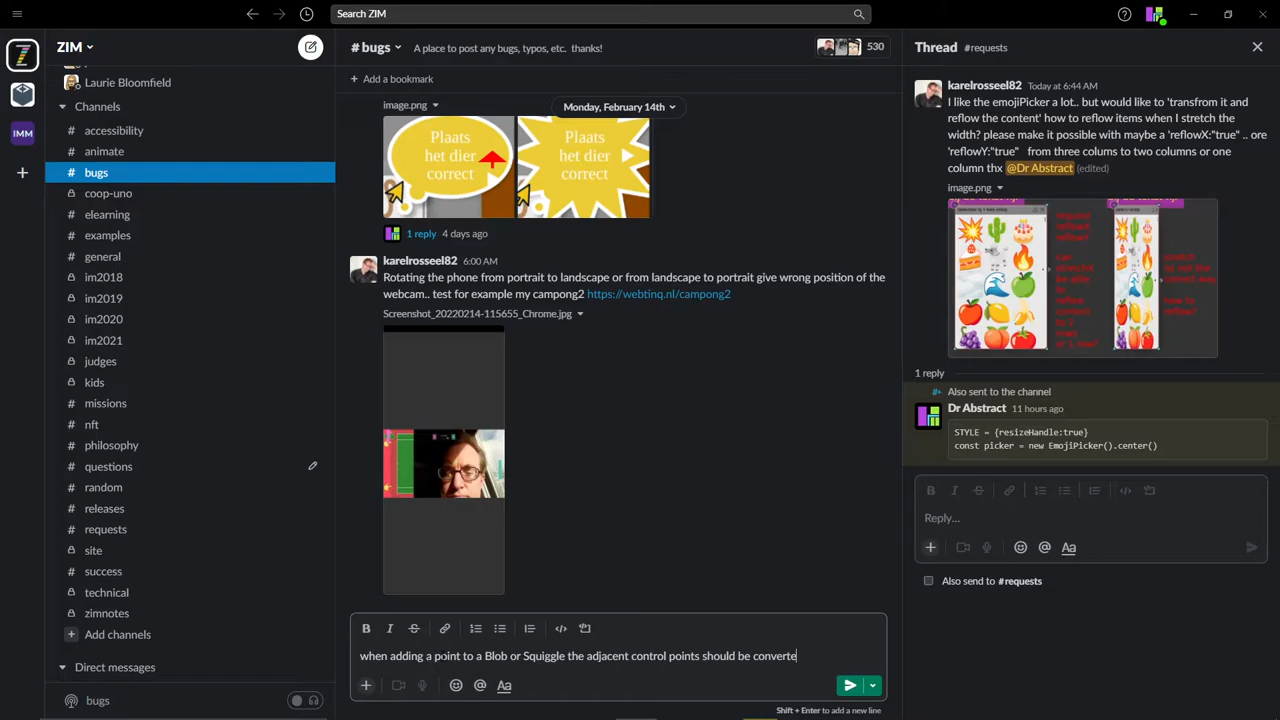 Search ZIM
ZIM
Laurie Bloomfield
Channels
# accessibility
# animate
# bugs
coop-uno
# elearning
# examples
# general
im2018
im2019
im2020
im2021
judges
kids
# missions
# nft
# philosophy
# questions
# random
# releases
# requests
site
# success
technical
zimnotes
+ Add channels
Direct messages
bugs
IMM
# bugs
A place to post any bugs, typos, etc. thanks!
530
+ Add a bookmark
Monday, February 14th
image.png
Plaats
het dier
correct
Plaats
het dier
correct
1 reply 4 days ago
karelrosseel82 6:00 AM
Rotating the phone from portrait to landscape or from landscape to portrait give wrong position of the
webcam.. test for example my campong2 https://webtinq.nl/campong2
Screenshot_20220214-115655_Chrome.jpg
when adding a point to a Blob or Squiggle the adjacent control points should be converte
Shift + Enter to add a new line
Thread #requests
karelrosseel82 Today at 6:44 AM
I like the emojiPicker a lot.. but would like to 'transfrom it and
reflow the content' how to reflow items when I stretch the
width? please make it possible with maybe a 'reflowX:"true" .. ore
'reflowY:"true" from three colums to two columns or one
column thx @Dr Abstract (edited)
image.png
1 reply
Also sent to the channel
Dr Abstract 11 hours ago
STYLE = {resizeHandle:true}
const picker = new EmojiPicker().center()
Reply...
Also send to #requests